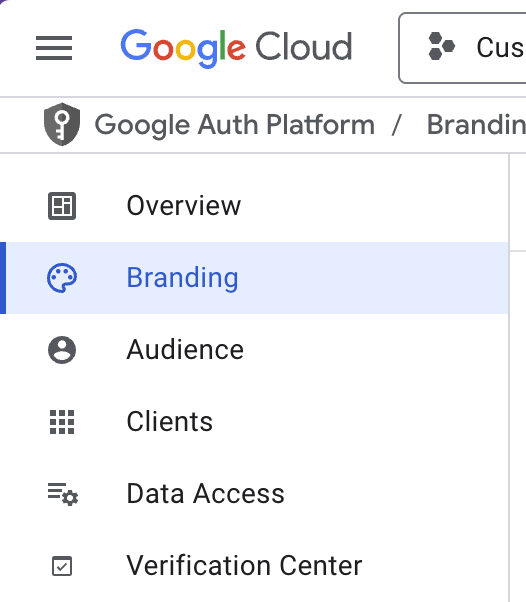 Google Cloud
Cus
Google Auth Platform / Brandin
Overview
Branding
Audience
Clients
Data Access
Verification Center